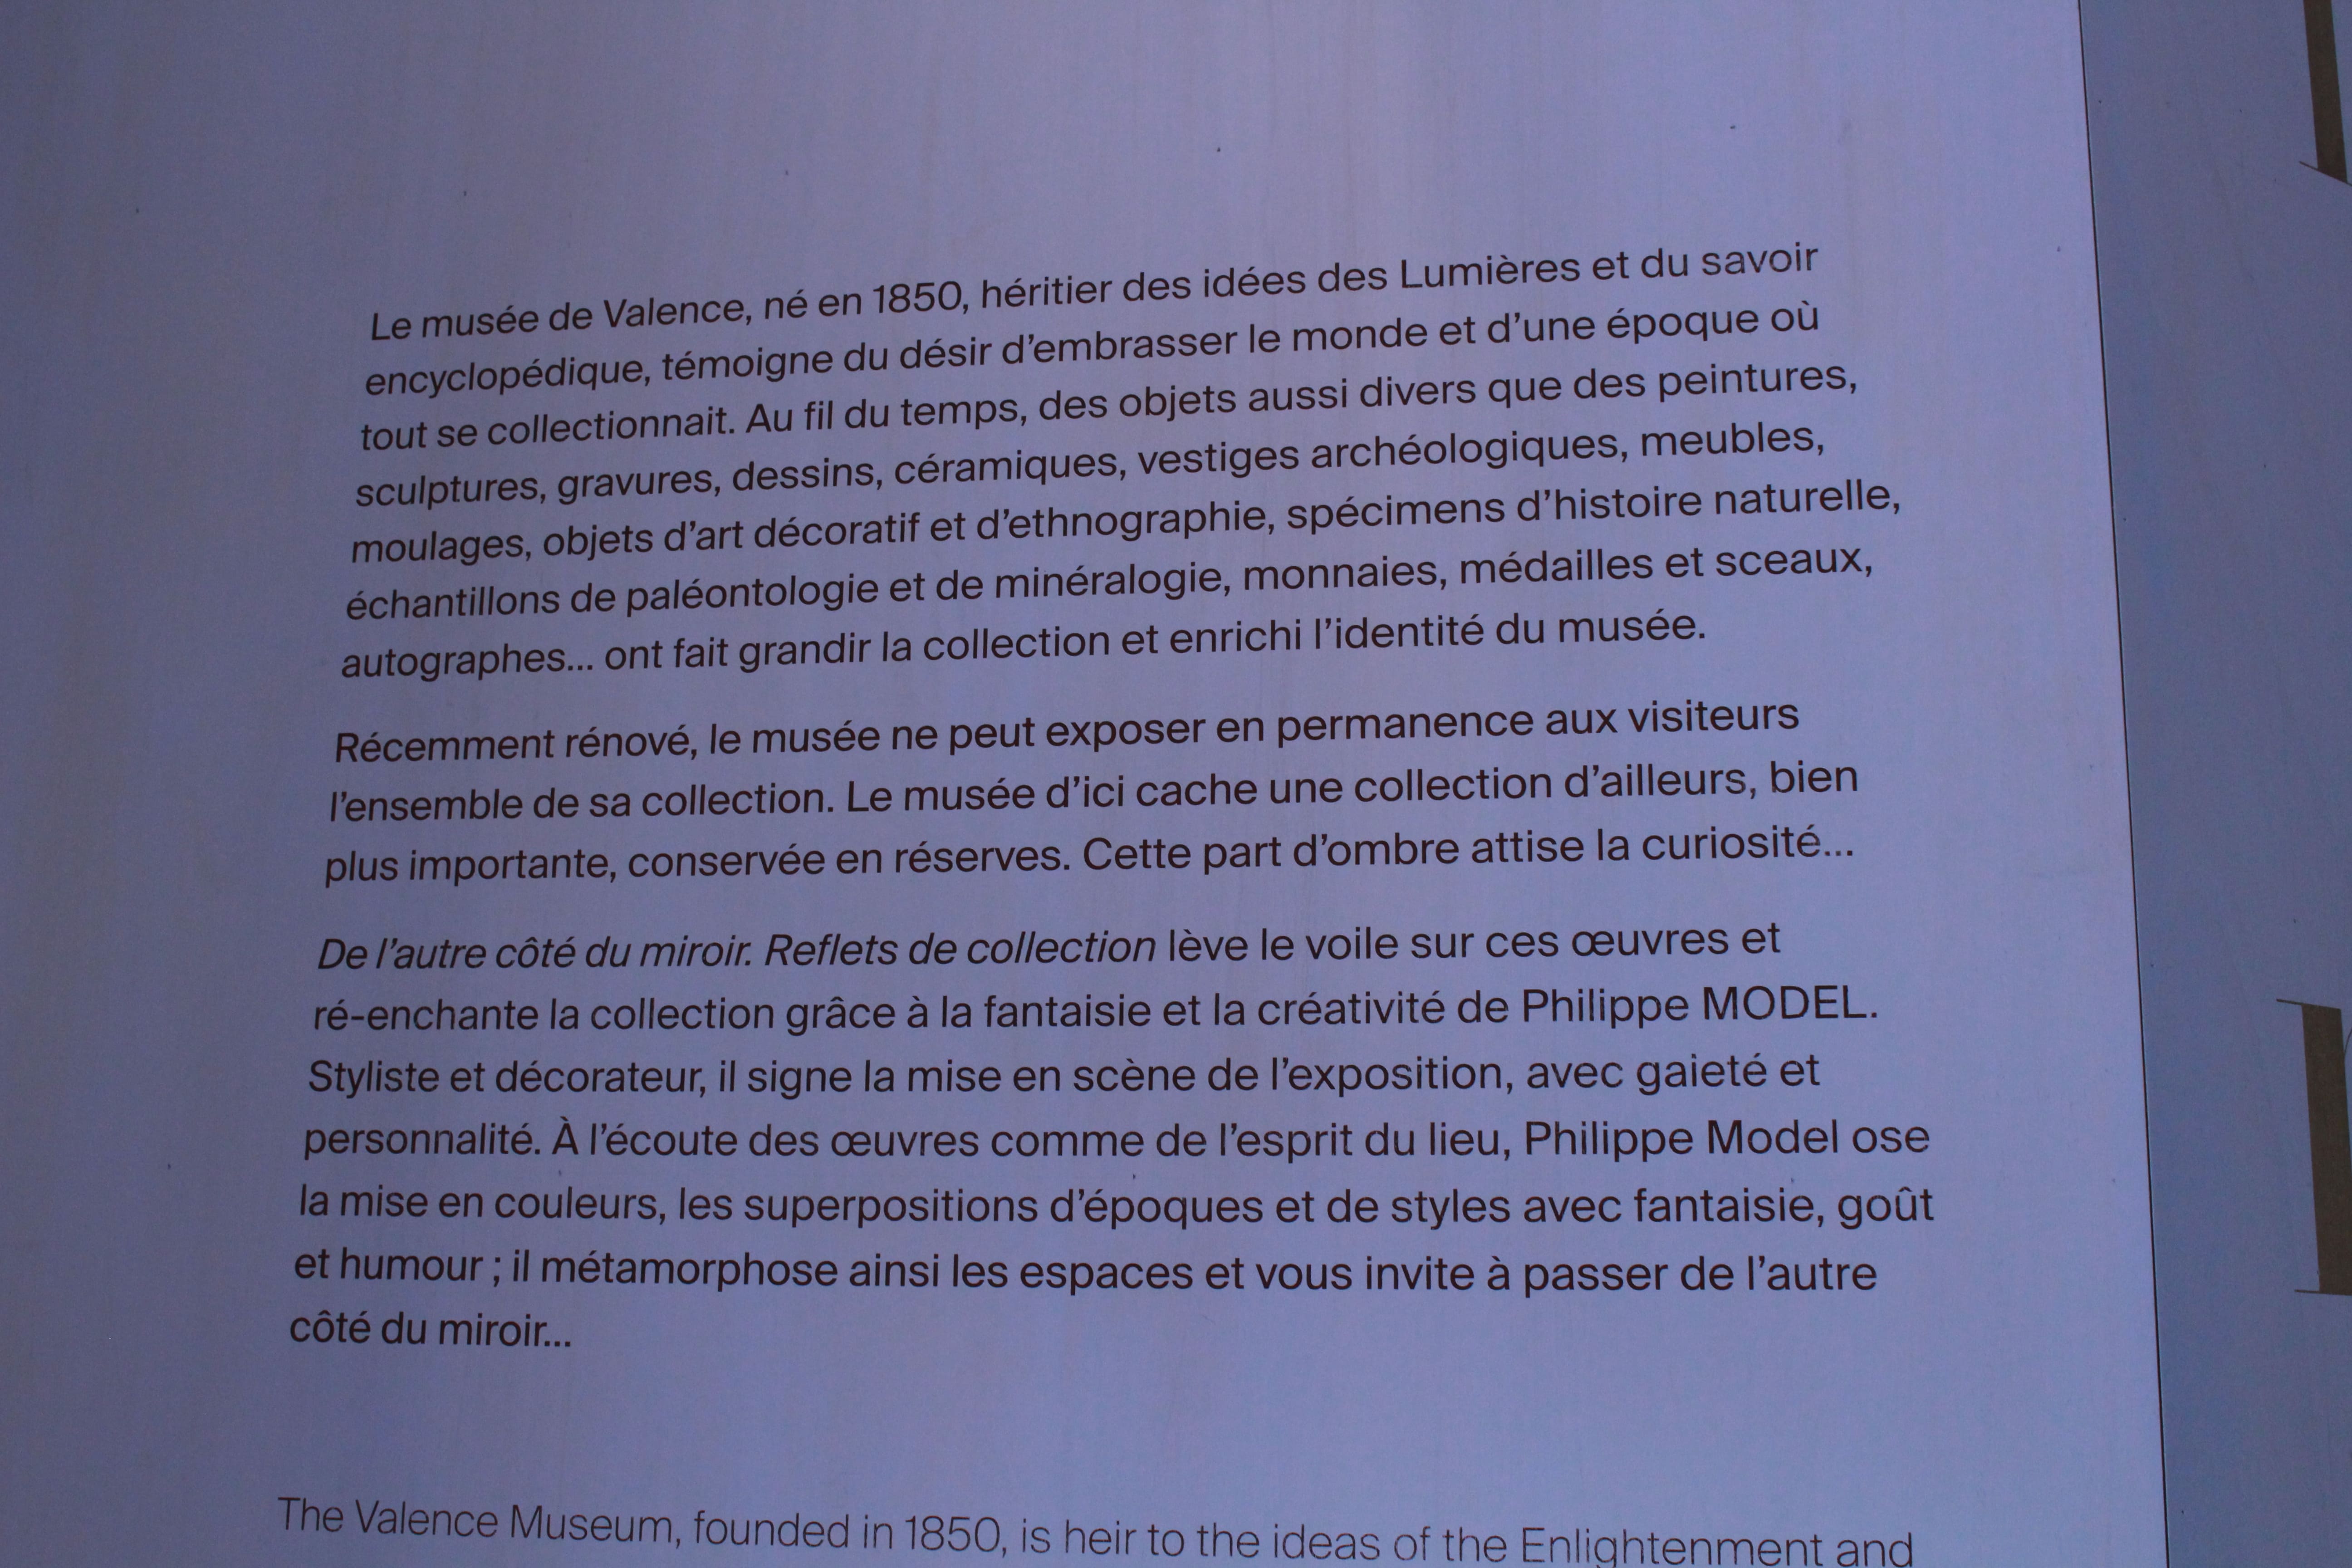 Le musée de Valence, né en 1850, héritier des idées des Lumières et du savoir
encyclopédique, témoigne du désir d'embrasser le monde et d'une époque où
tout se collectionnait. Au fil du temps, des objets aussi divers que des peintures,
sculptures, gravures, dessins, céramiques, vestiges archéologiques, meubles,
moulages, objets d'art décoratif et d'ethnographie, spécimens d'histoire naturelle,
échantillons de paléontologie et de minéralogie, monnaies, médailles et sceaux,
autographes... ont fait grandir la collection et enrichi l'identité du musée.
Récemment rénové, le musée ne peut exposer en permanence aux visiteurs
l'ensemble de sa collection. Le musée d'ici cache une collection d'ailleurs, bien
plus importante, conservée en réserves. Cette part d'ombre attise la curiosité...
De l'autre côté du miroir. Reflets de collection lève le voile sur ces œuvres et
ré-enchante la collection grâce à la fantaisie et la créativité de Philippe MODEL.
Styliste et décorateur, il signe la mise en scène de l'exposition, avec gaieté et
personnalité. À l'écoute des œuvres comme de l'esprit du lieu, Philippe Model ose
la mise en couleurs, les superpositions d'époques et de styles avec fantaisie, goût
et humour ; il métamorphose ainsi les espaces et vous invite à passer de l'autre
côté du miroir...
The Valence Museum, founded in 1850, is heir to the ideas of the Enlightenment and